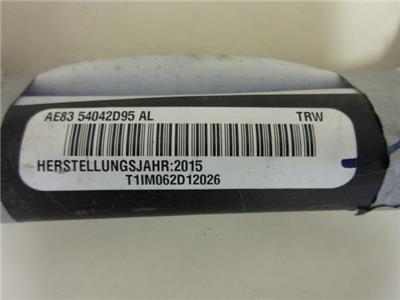 AE83 54042D95 AL TRW
HERSTELLUNGSJAHR:2015
T1IM062D12026